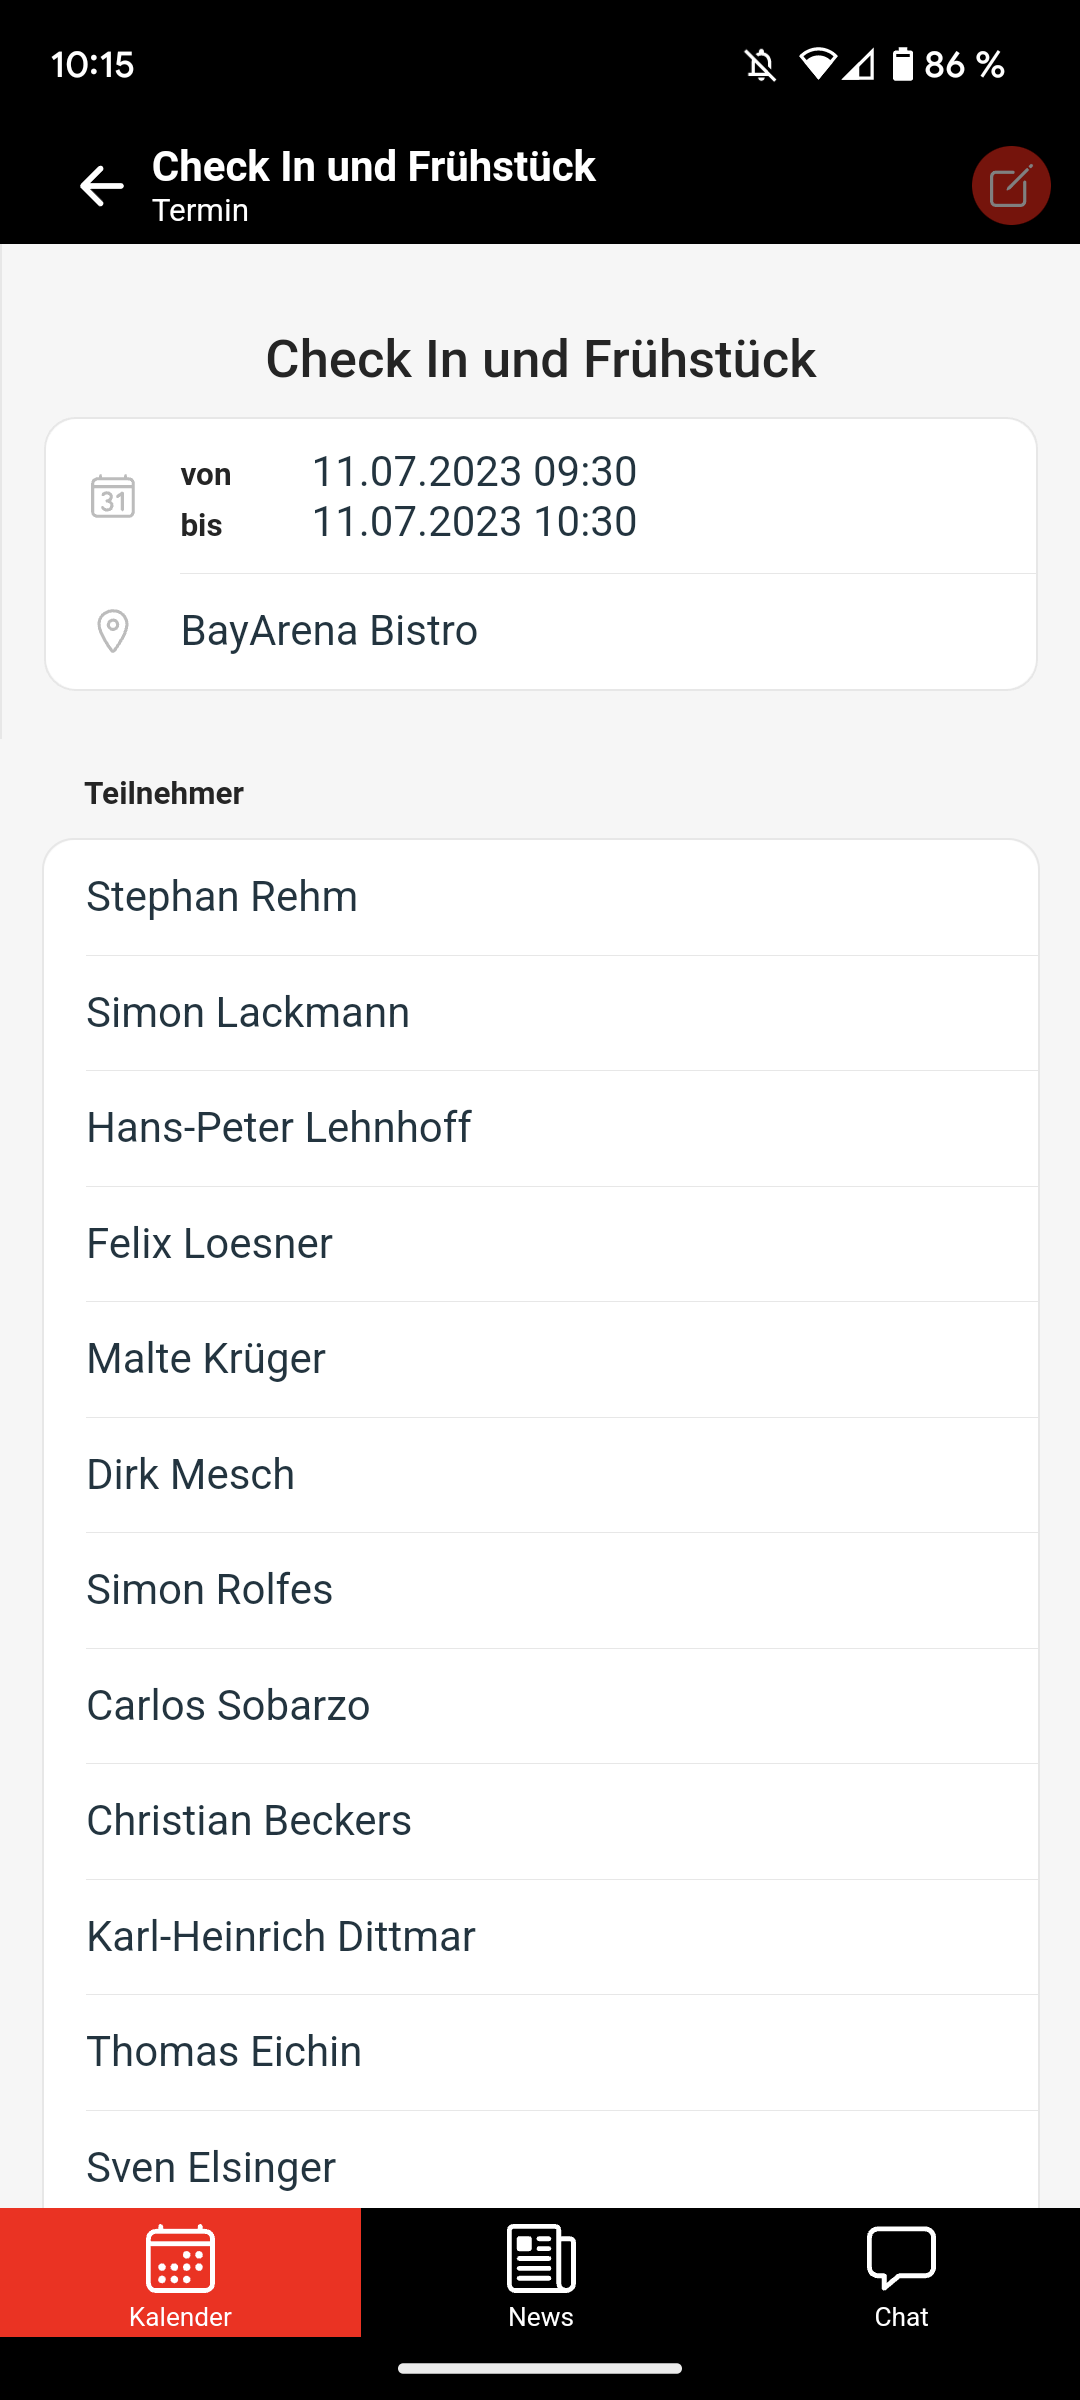 10:15
86 %
Check In und Frühstück
Termin
Check In und Frühstück
31
von 11.07.2023 09:30
bis 11.07.2023 10:30
BayArena Bistro
Teilnehmer
Stephan Rehm
Simon Lackmann
Hans-Peter Lehnhoff
Felix Loesner
Malte Krüger
Dirk Mesch
Simon Rolfes
Carlos Sobarzo
Christian Beckers
Karl-Heinrich Dittmar
Thomas Eichin
Sven Elsinger
Kalender
News
Chat